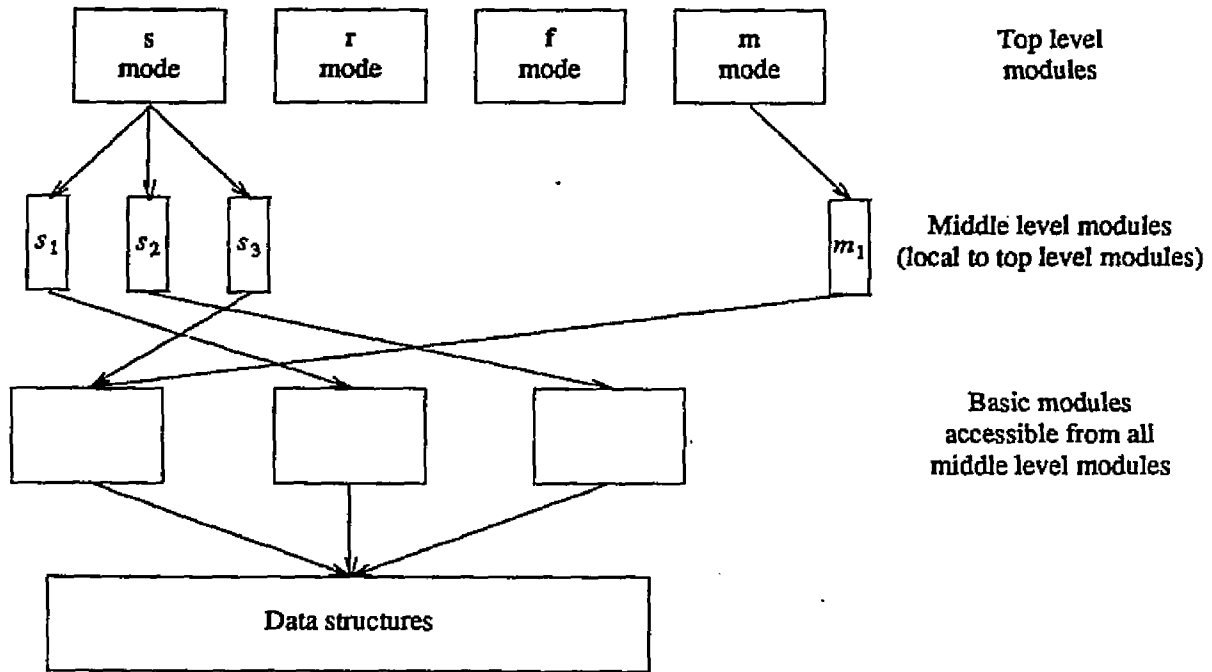 s
mode
r
mode
f
mode
m
mode
Top level
modules
s1
s2
s3
m1
Middle level modules
(local to top level modules)
Basic modules
accessible from all
middle level modules
Data structures